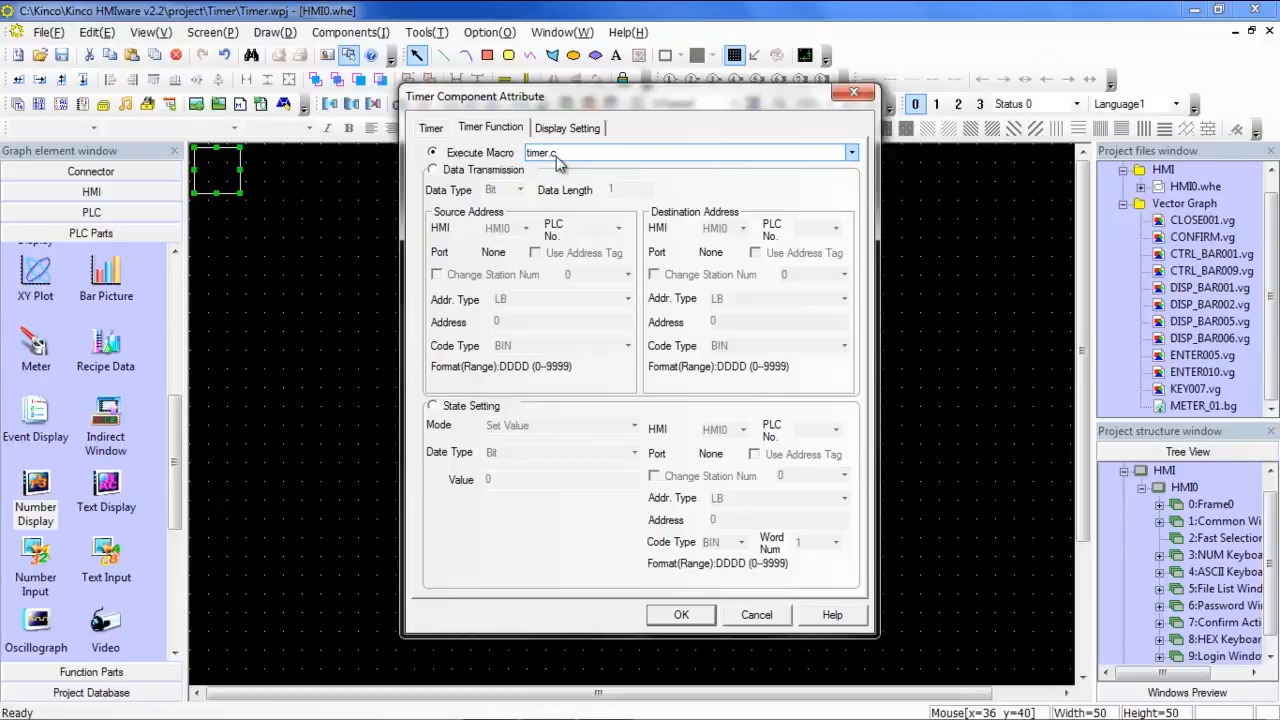 C:\Kinco\Kinco HMIware v2.2\project\Timer\Timer.wpj - [HMI0.whe]
File(F) Edit(E) View(V) Screen(P) Draw(D) Components(I) Tools(T) Option(O) Window(W) Help(H)
0 1 2 3 Status 0 Language1
Graph element window
Connector
HMI
PLC
PLC Parts
Display
XY Plot
Bar Picture
Meter
Recipe Data
Event Display
Indirect Window
Number Display
Text Display
Number Input
Text Input
Oscillograph
Video
Function Parts
Project Database
Timer Component Attribute
Timer Timer Function Display Setting
Execute Macro timer.c
Data Transmission
Data Type Bit Data Length 1
Source Address
HMI HMI0 PLC No.
Port None Use Address Tag
Change Station Num 0
Addr. Type LB
Address 0
Code Type BIN
Format(Range):DDDD (0~9999)
Destination Address
HMI HMI0 PLC No.
Port None Use Address Tag
Change Station Num 0
Addr. Type LB
Address 0
Code Type BIN
Format(Range):DDDD (0~9999)
State Setting
Mode Set Value
Date Type Bit
Value 0
HMI HMI0 PLC No.
Port None Use Address Tag
Change Station Num 0
Addr. Type LB
Address 0
Code Type BIN Word Num 1
Format(Range):DDDD (0~9999)
OK Cancel Help
Project files window
HMI
HMI0.whe
Vector Graph
CLOSE001.vg
CONFIRM.vg
CTRL_BAR001.vg
CTRL_BAR009.vg
DISP_BAR001.vg
DISP_BAR002.vg
DISP_BAR005.vg
DISP_BAR006.vg
ENTER005.vg
ENTER010.vg
KEY007.vg
METER_01.bg
Project structure window
Tree View
HMI
HMI0
0:Frame0
1:Common Wi
2:Fast Selection
3:NUM Keyboa
4:ASCII Keyboa
5:File List Wind
6:Password Wi
7:Confirm Acti
8:HEX Keyboar
9:Login Windo
Windows Preview
Ready
Mouse[x=36 y=40] Width=50 Height=50